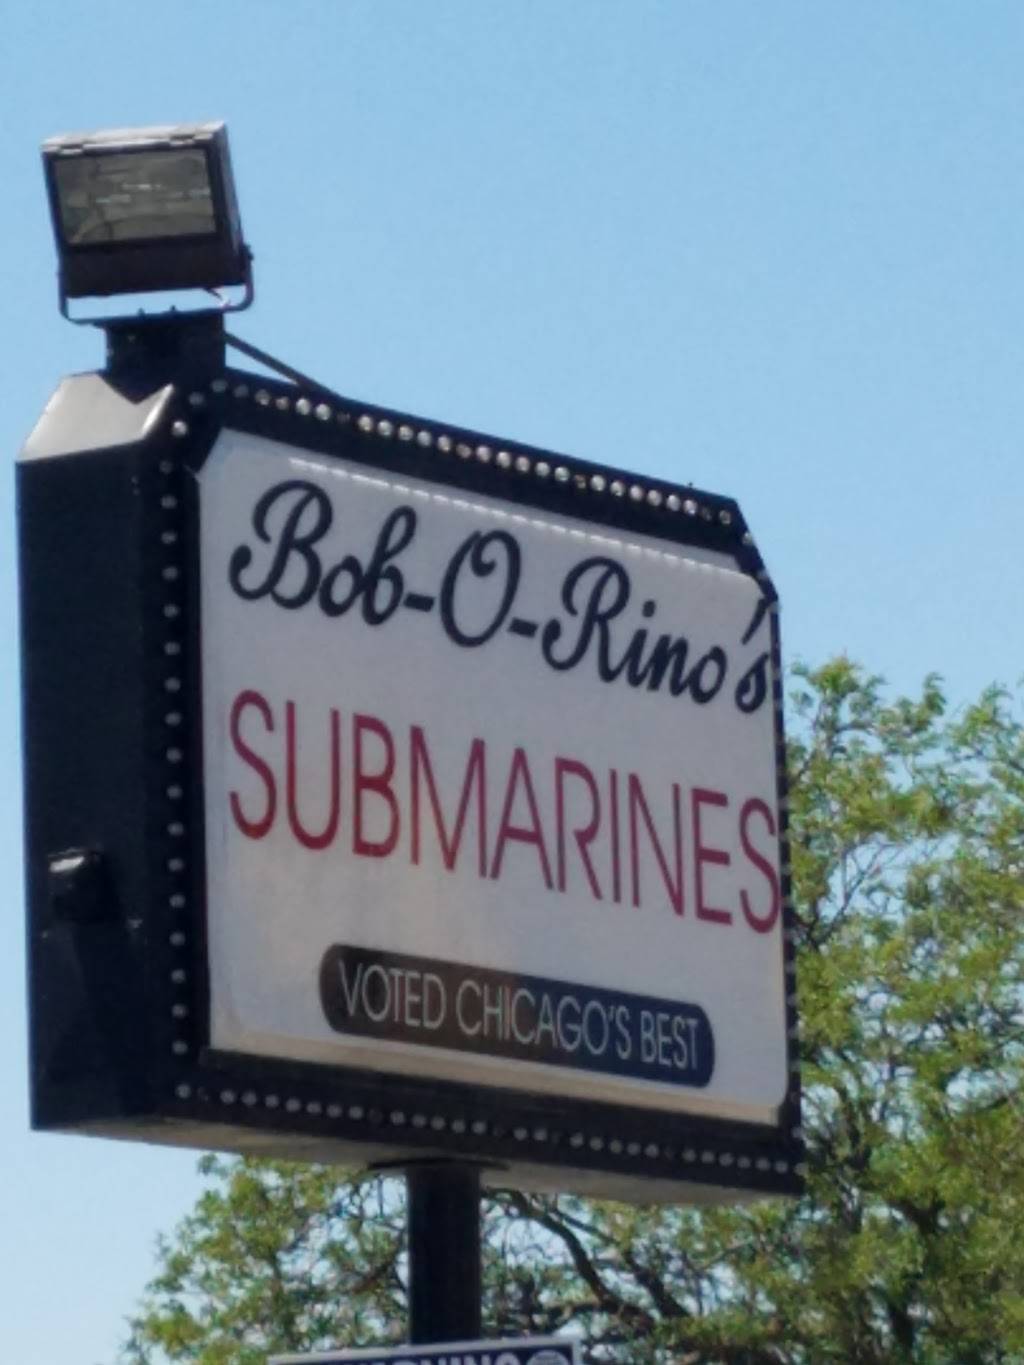 Bob-O-Rino's
SUBMARINES
VOTED CHICAGO'S BEST